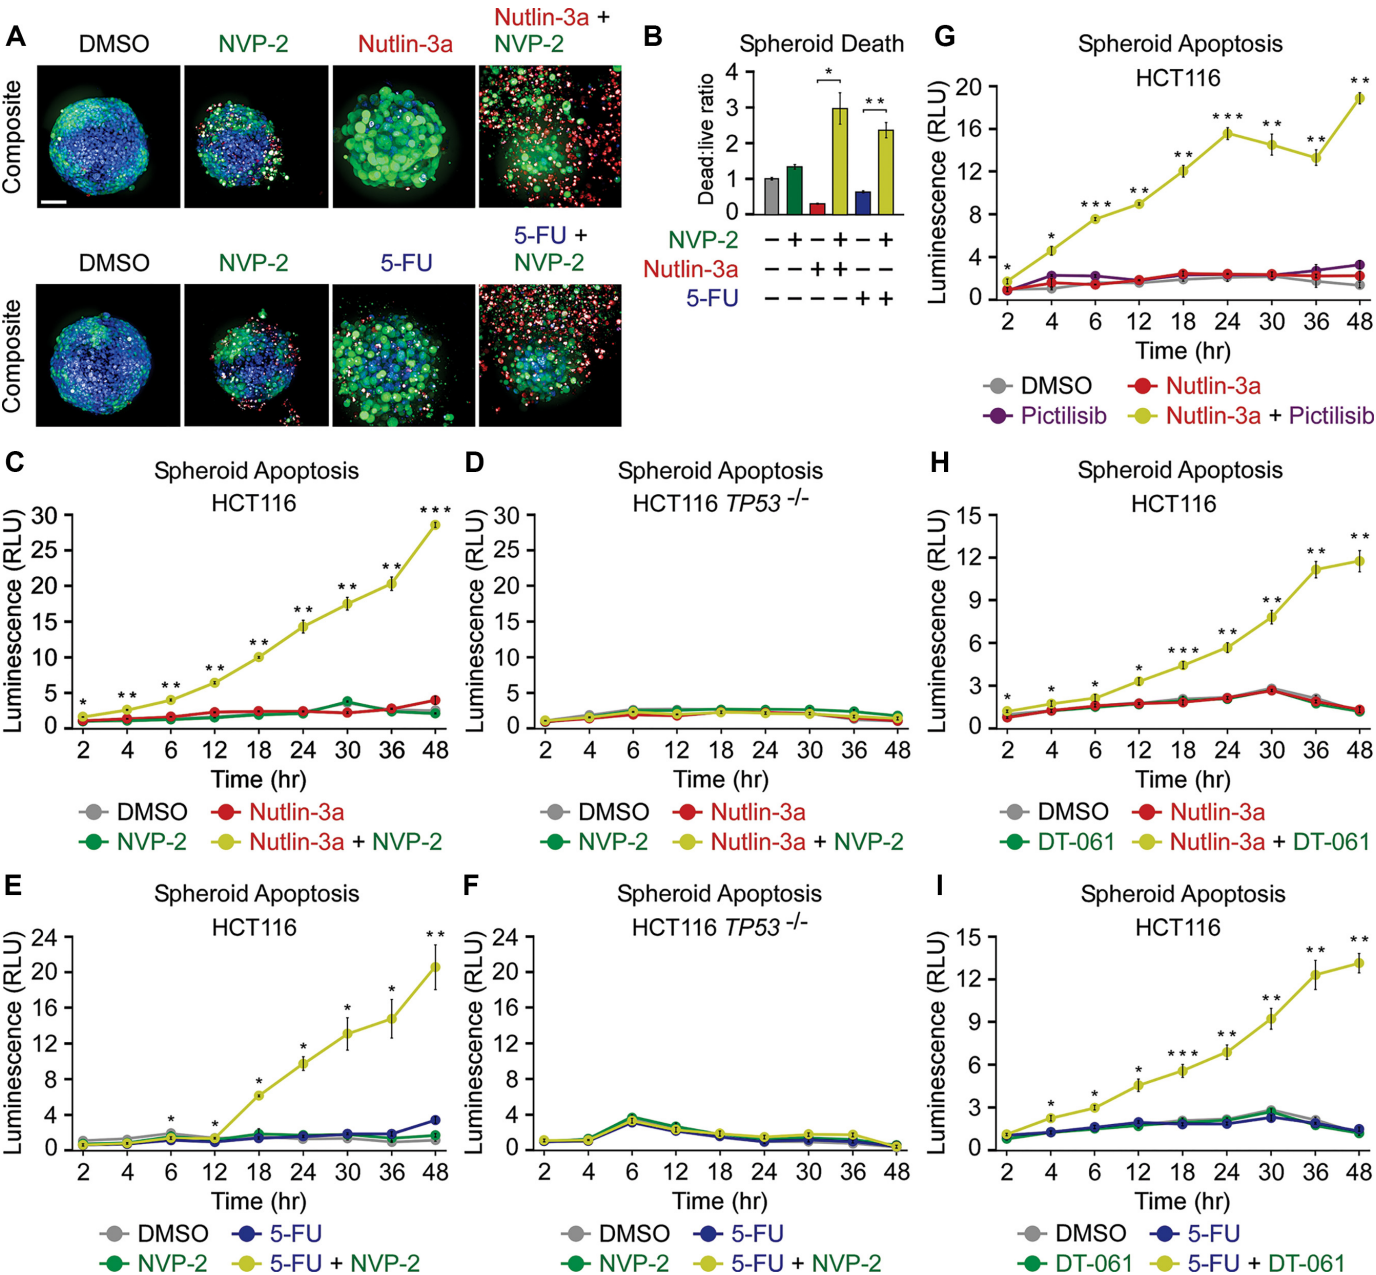 A
DMSO
NVP-2
Nutlin-3a
Nutlin-3a +
NVP-2
Composite
DMSO
NVP-2
5-FU
5-FU +
NVP-2
Composite
B
Spheroid Death
Dead:live ratio
4
3
2
1
0
*
**
NVP-2 − + − + − +
Nutlin-3a − − + + − −
5-FU − − − − + +
C
Spheroid Apoptosis
HCT116
Luminescence (RLU)
30
25
20
15
10
5
0
* ** ** ** ** ** ** ** ***
2 4 6 12 18 24 30 36 48
Time (hr)
DMSO Nutlin-3a
NVP-2 Nutlin-3a + NVP-2
D
Spheroid Apoptosis
HCT116 TP53 -/-
Luminescence (RLU)
30
25
20
15
10
5
0
2 4 6 12 18 24 30 36 48
Time (hr)
DMSO Nutlin-3a
NVP-2 Nutlin-3a + NVP-2
E
Spheroid Apoptosis
HCT116
Luminescence (RLU)
24
20
16
12
8
4
0
* * * * * * **
2 4 6 12 18 24 30 36 48
Time (hr)
DMSO 5-FU
NVP-2 5-FU + NVP-2
F
Spheroid Apoptosis
HCT116 TP53 -/-
Luminescence (RLU)
24
20
16
12
8
4
0
2 4 6 12 18 24 30 36 48
Time (hr)
DMSO 5-FU
NVP-2 5-FU + NVP-2
G
Spheroid Apoptosis
HCT116
Luminescence (RLU)
20
16
12
8
4
0
* * *** ** ** *** ** ** **
2 4 6 12 18 24 30 36 48
Time (hr)
DMSO Nutlin-3a
Pictilisib Nutlin-3a + Pictilisib
H
Spheroid Apoptosis
HCT116
Luminescence (RLU)
15
12
9
6
3
0
* * * * *** ** ** ** **
2 4 6 12 18 24 30 36 48
Time (hr)
DMSO Nutlin-3a
DT-061 Nutlin-3a + DT-061
I
Spheroid Apoptosis
HCT116
Luminescence (RLU)
15
12
9
6
3
0
* * * *** ** ** ** **
2 4 6 12 18 24 30 36 48
Time (hr)
DMSO 5-FU
DT-061 5-FU + DT-061